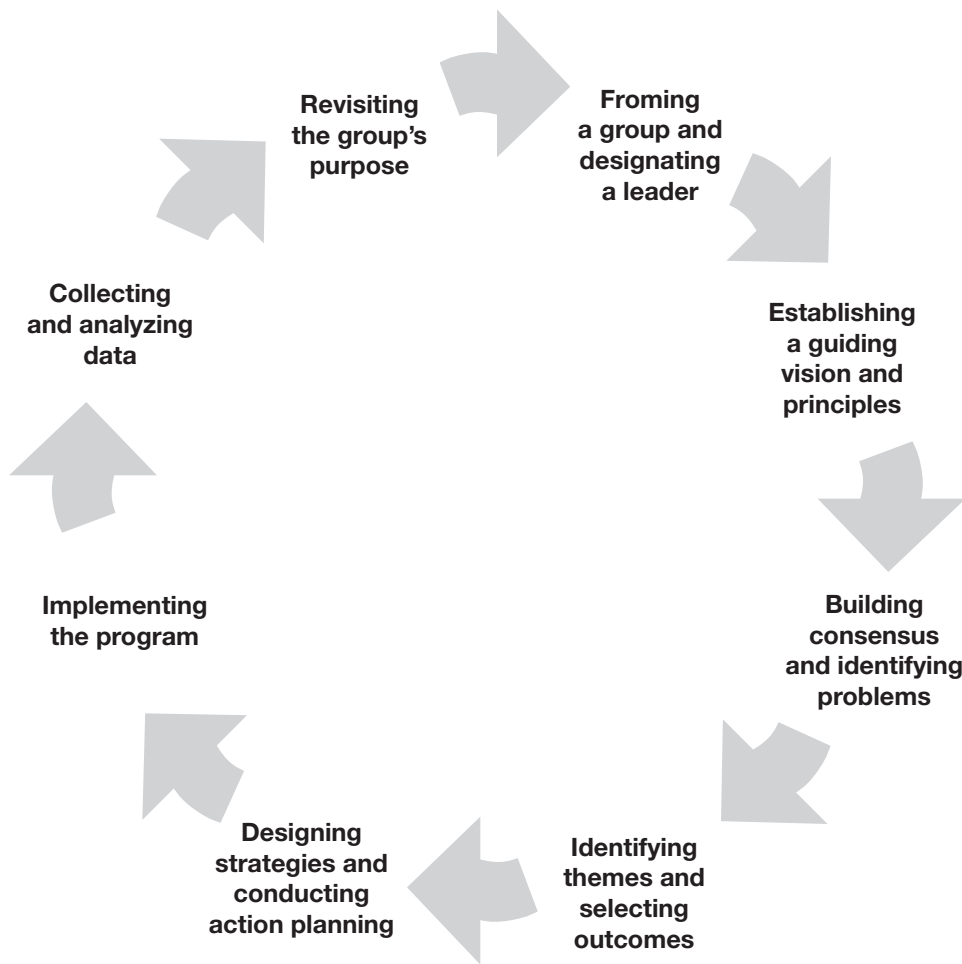 Revisiting
the group's
purpose
Froming
a group and
designating
a leader
Establishing
a guiding
vision and
principles
Building
consensus
and identifying
problems
Identifying
themes and
selecting
outcomes
Designing
strategies and
conducting
action planning
Implementing
the program
Collecting
and analyzing
data